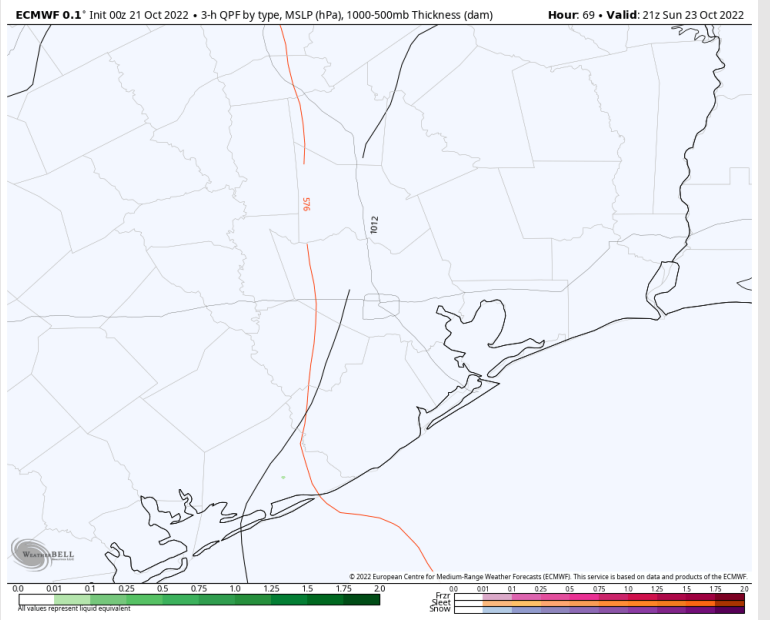 ECMWF 0.1° Init 00z 21 Oct 2022 • 3-h QPF by type, MSLP (hPa), 1000-500mb Thickness (dam) Hour: 69 • Valid: 21z Sun 23 Oct 2022
576
1012
WEATHERBELL
© 2022 European Centre for Medium-Range Weather Forecasts (ECMWF). This service is based on data and products of the ECMWF.
0.0 0.01 0.1 0.25 0.5 0.75 1.0 1.25 1.5 1.75 2.0
All values represent liquid equivalent
0.0 0.01 0.1 0.25 0.5 0.75 1.0 1.25 1.5 1.75 2.0
Frzr
Sleet
Snow